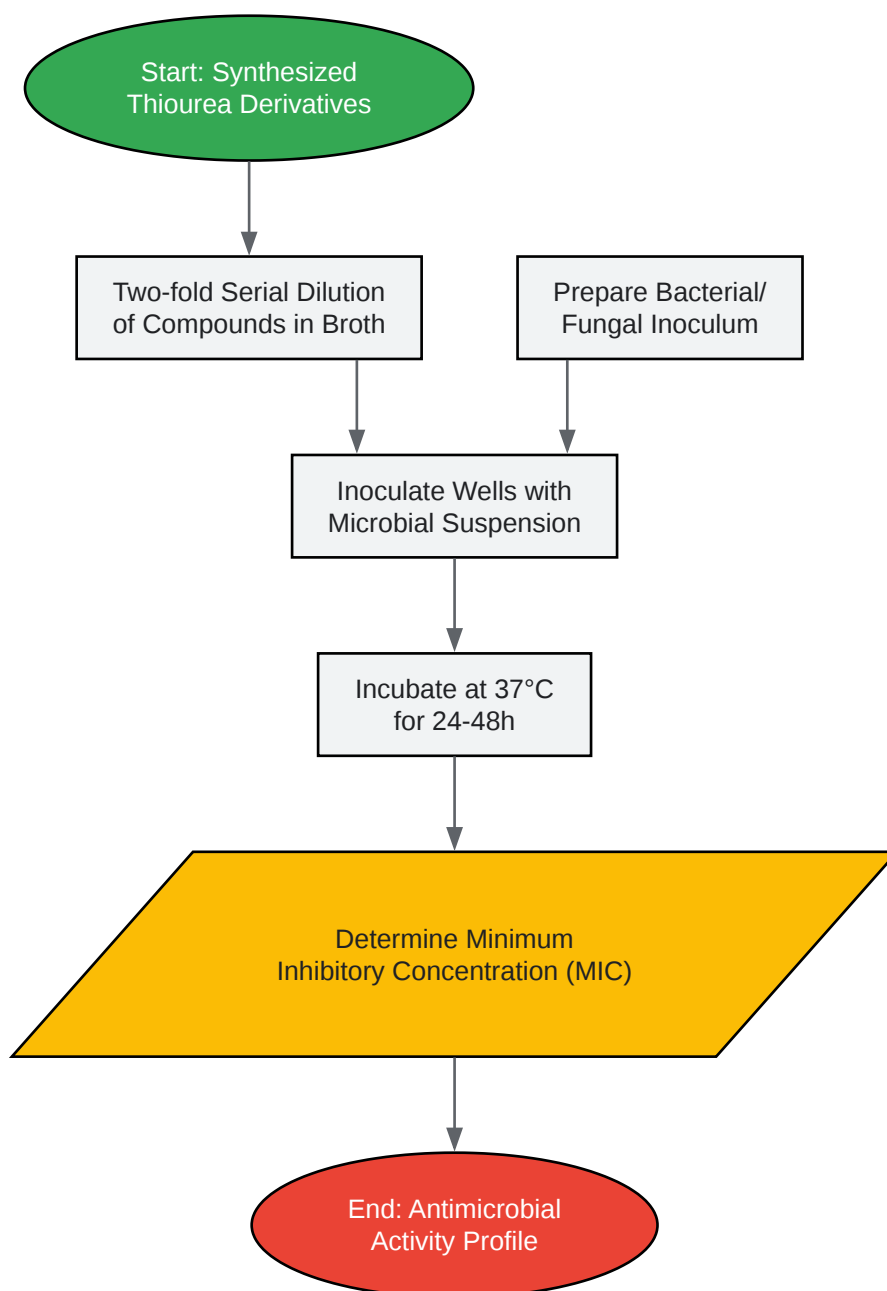 Start: Synthesized
Thiourea Derivatives
Two-fold Serial Dilution
of Compounds in Broth
Prepare Bacterial/
Fungal Inoculum
Inoculate Wells with
Microbial Suspension
Incubate at 37°C
for 24-48h
Determine Minimum
Inhibitory Concentration (MIC)
End: Antimicrobial
Activity Profile